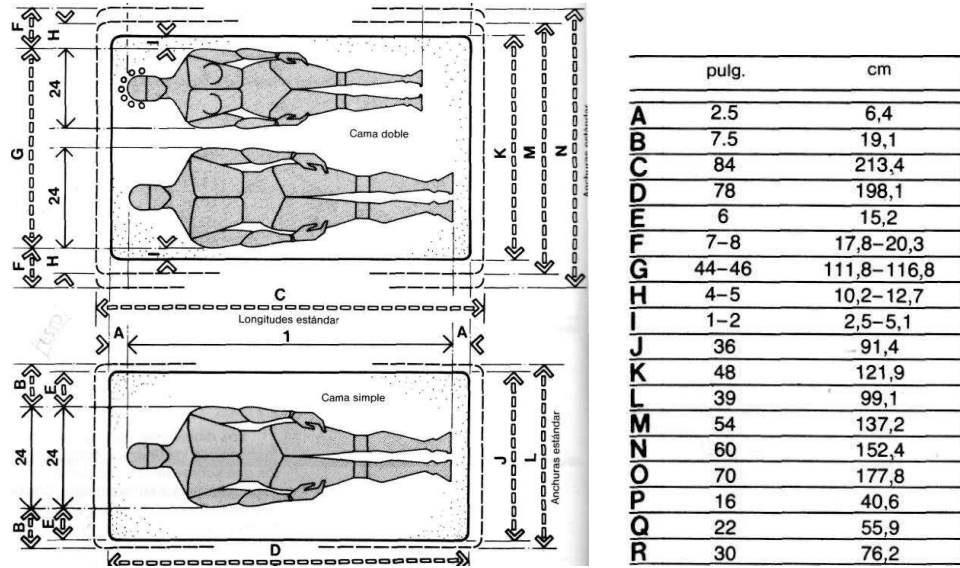 F
H
I
24
24
G
F
H
I
Cama doble
K
M
N
Anchuras estándar
C
Longitudes estándar
A
1
A
B
E
24
24
B
E
Cama simple
J
L
Anchuras estándar
D
pulg. cm
A 2.5 6,4
B 7.5 19,1
C 84 213,4
D 78 198,1
E 6 15,2
F 7–8 17,8–20,3
G 44–46 111,8–116,8
H 4–5 10,2–12,7
I 1–2 2,5–5,1
J 36 91,4
K 48 121,9
L 39 99,1
M 54 137,2
N 60 152,4
O 70 177,8
P 16 40,6
Q 22 55,9
R 30 76,2